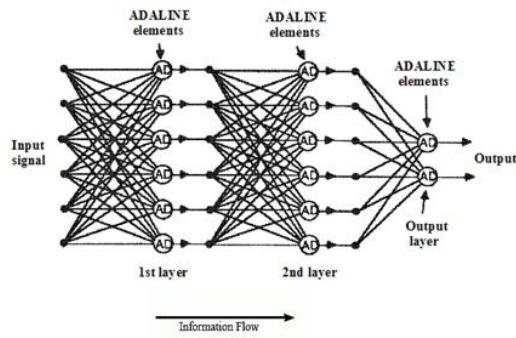 ADALINE
elements
ADALINE
elements
ADALINE
elements
AD
AD
AD
AD
AD
AD
AD
AD
AD
AD
AD
AD
AD
AD
Input
signal
Output
Output
layer
1st layer
2nd layer
Information Flow